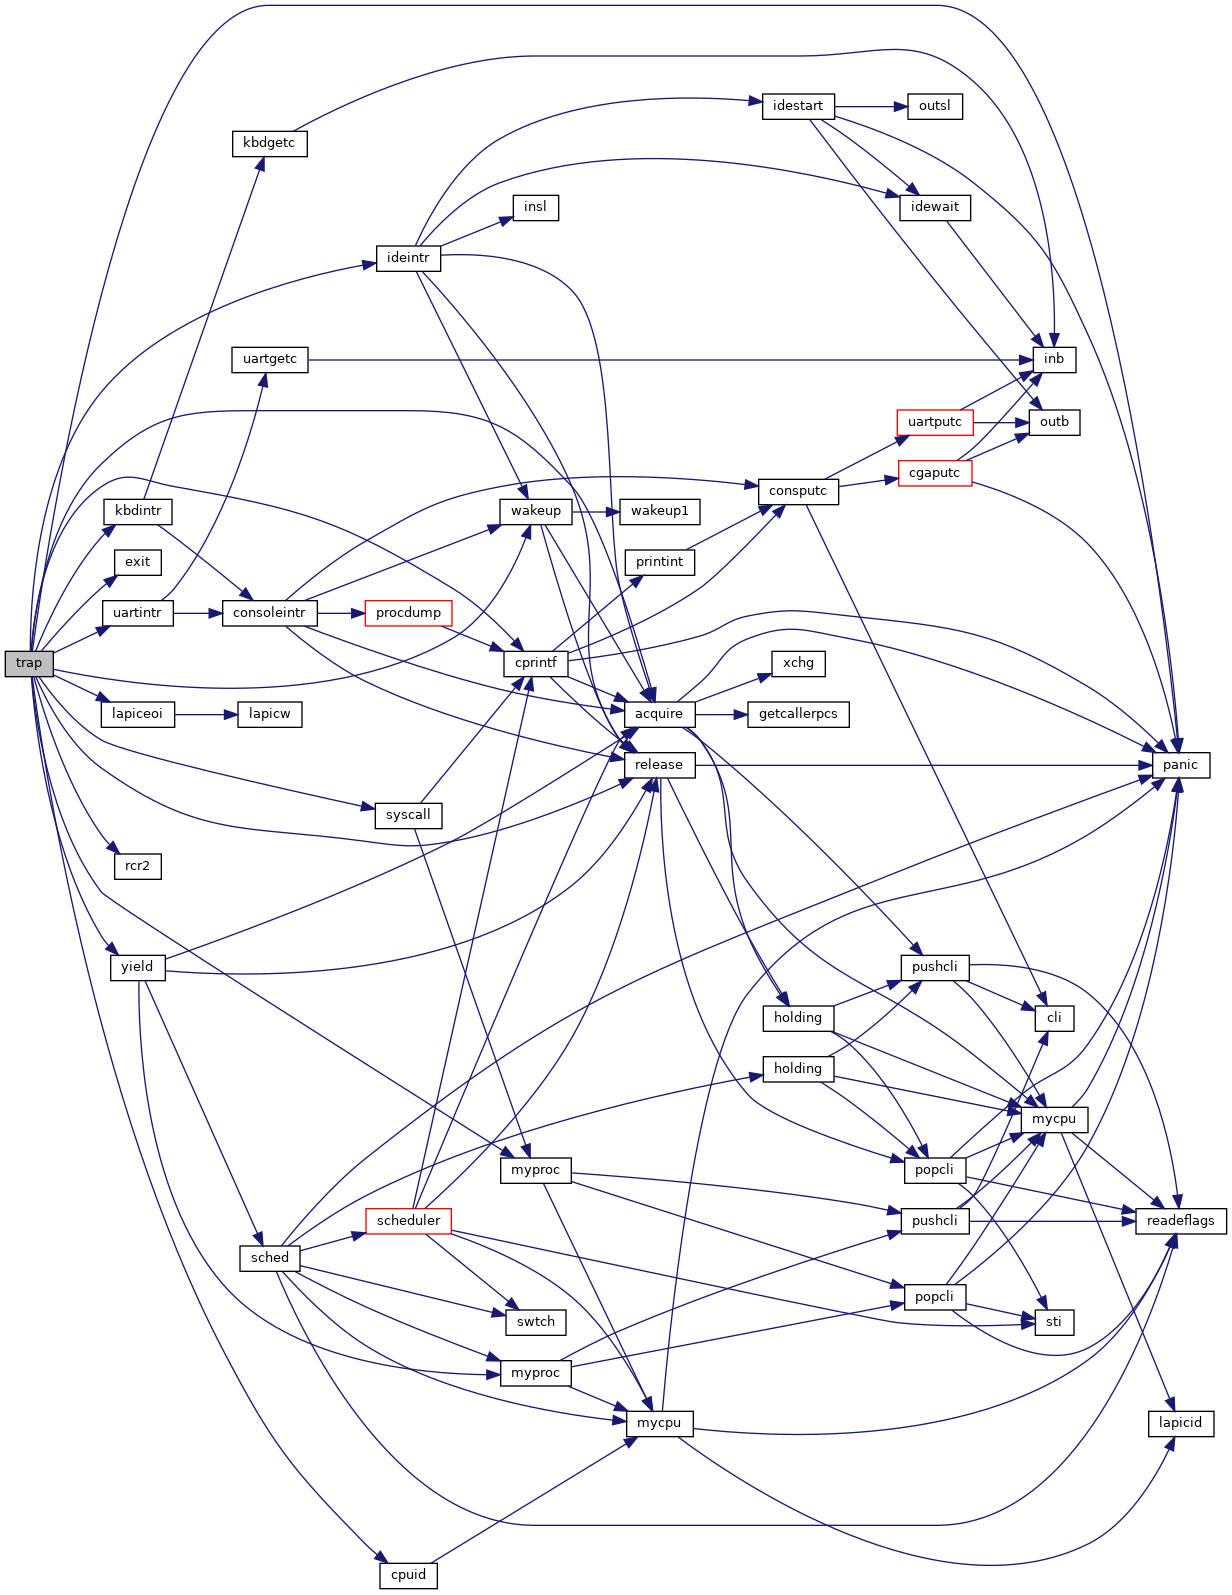 idestart
outsl
kbdgetc
insl
idewait
ideintr
uartgetc
inb
uartputc
outb
cgaputc
consputc
kbdintr
wakeup
wakeup1
exit
printint
uartintr
consoleintr
procdump
trap
cprintf
xchg
lapiceoi
lapicw
acquire
getcallerpcs
release
panic
syscall
rcr2
yield
pushcli
holding
cli
holding
mycpu
myproc
popcli
scheduler
pushcli
readeflags
sched
popcli
swtch
sti
myproc
mycpu
lapicid
cpuid